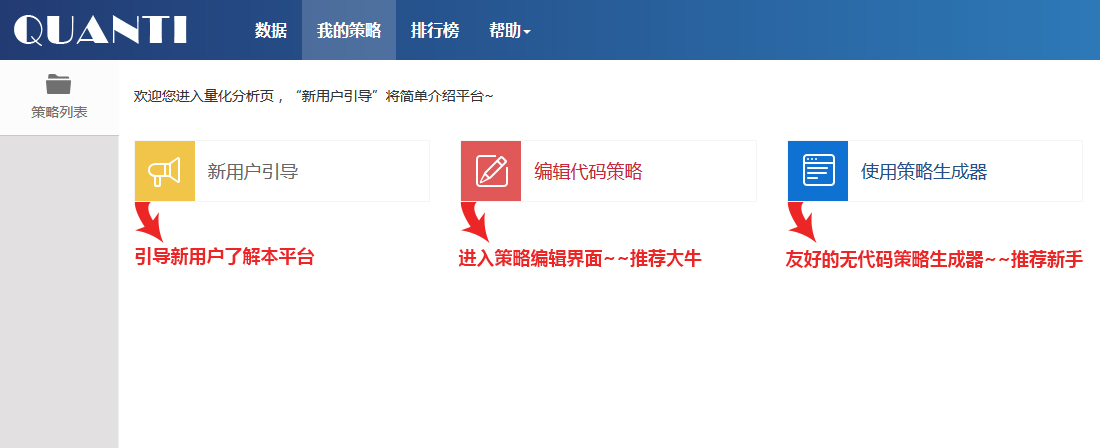 QUANTI 数据 我的策略 排行榜 帮助
策略列表
欢迎您进入量化分析页，“新用户引导”将简单介绍平台~
新用户引导 编辑代码策略 使用策略生成器
引导新用户了解本平台 进入策略编辑界面~~推荐大牛 友好的无代码策略生成器~~推荐新手